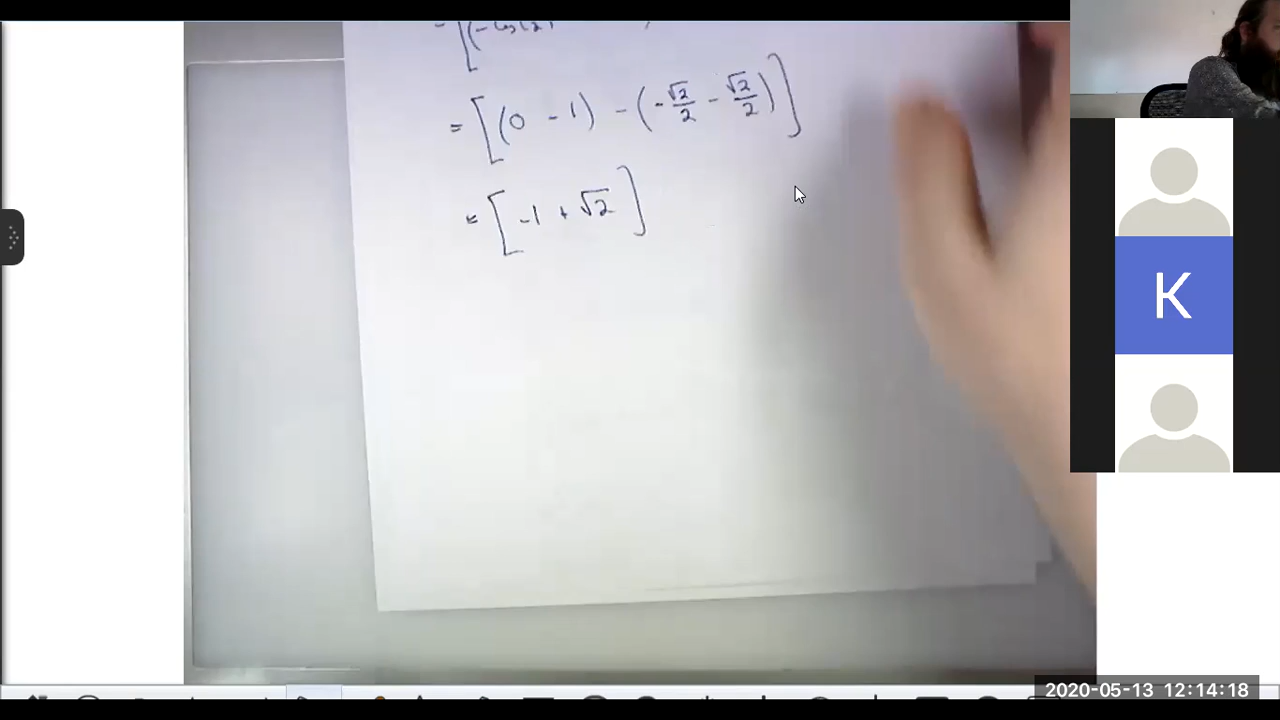 = [(0 - 1) - (-√2/2 - √2/2)]
= [-1 + √2]
K
2020-05-13 12:14:18